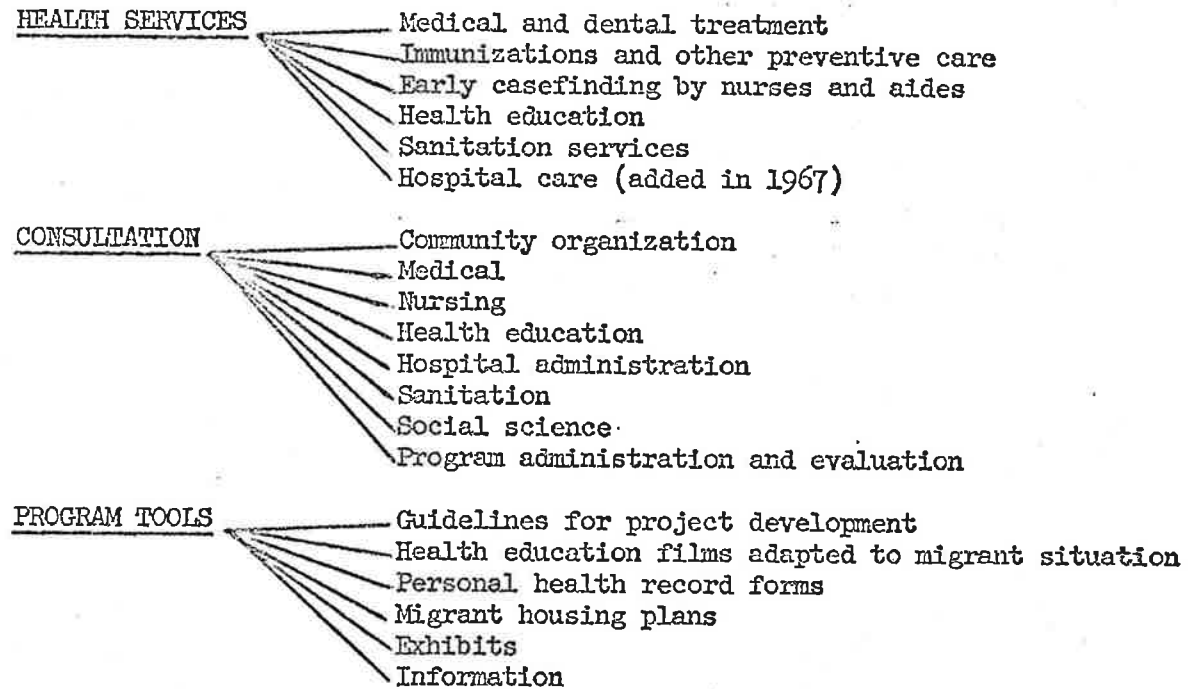 HEALTH SERVICES
Medical and dental treatment
Immunizations and other preventive care
Early casefinding by nurses and aides
Health education
Sanitation services
Hospital care (added in 1967)
CONSULTATION
Community organization
Medical
Nursing
Health education
Hospital administration
Sanitation
Social science
Program administration and evaluation
PROGRAM TOOLS
Guidelines for project development
Health education films adapted to migrant situation
Personal health record forms
Migrant housing plans
Exhibits
Information